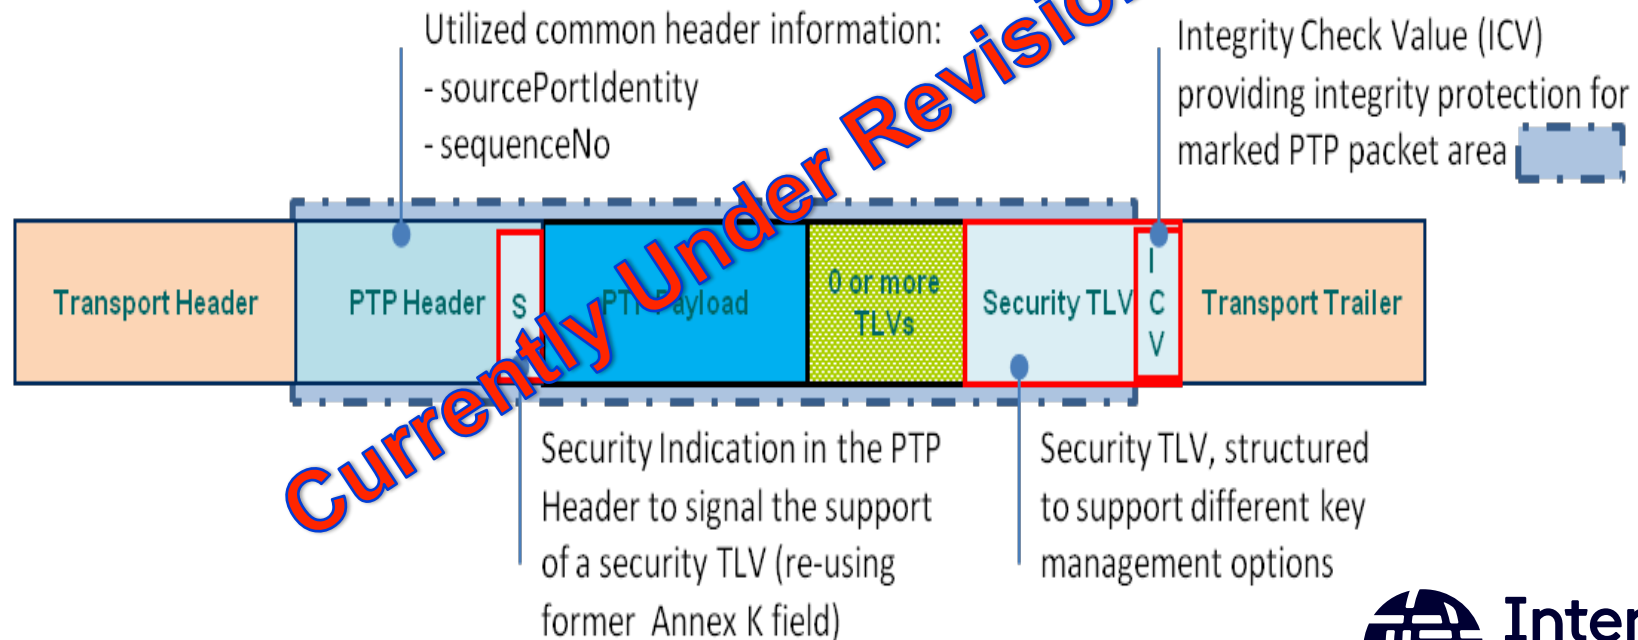 Utilized common header information:
- sourcePortIdentity
- sequenceNo
Integrity Check Value (ICV)
providing integrity protection for
marked PTP packet area
Currently Under
Transport Header
PTP Header
S
PTP Payload
0 or more
TLVs
Security TLV
I
C
V
Transport Trailer
Security Indication in the PTP
Header to signal the support
of a security TLV (re-using
former Annex K field)
Security TLV, structured
to support different key
management options